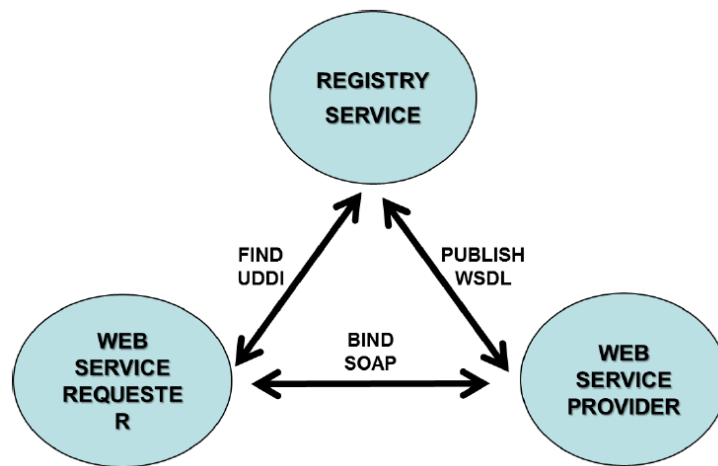 REGISTRY
SERVICE
FIND
UDDI
PUBLISH
WSDL
BIND
SOAP
WEB
SERVICE
REQUESTE
R
WEB
SERVICE
PROVIDER